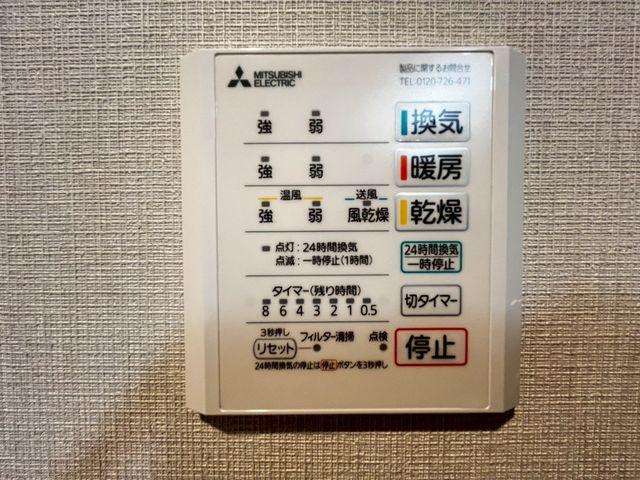 MITSUBISHI
ELECTRIC
製品に関するお問合せ
TEL:0120-726-471
強 弱 換気
強 弱 暖房
温風 送風
強 弱 風乾燥 乾燥
点灯：24時間換気
点滅：一時停止(1時間)
24時間換気
一時停止
タイマー(残り時間)
8 6 4 3 2 1 0.5
切タイマー
3秒押し
リセット フィルター清掃 点検
停止
24時間換気の停止は停止ボタンを3秒押し